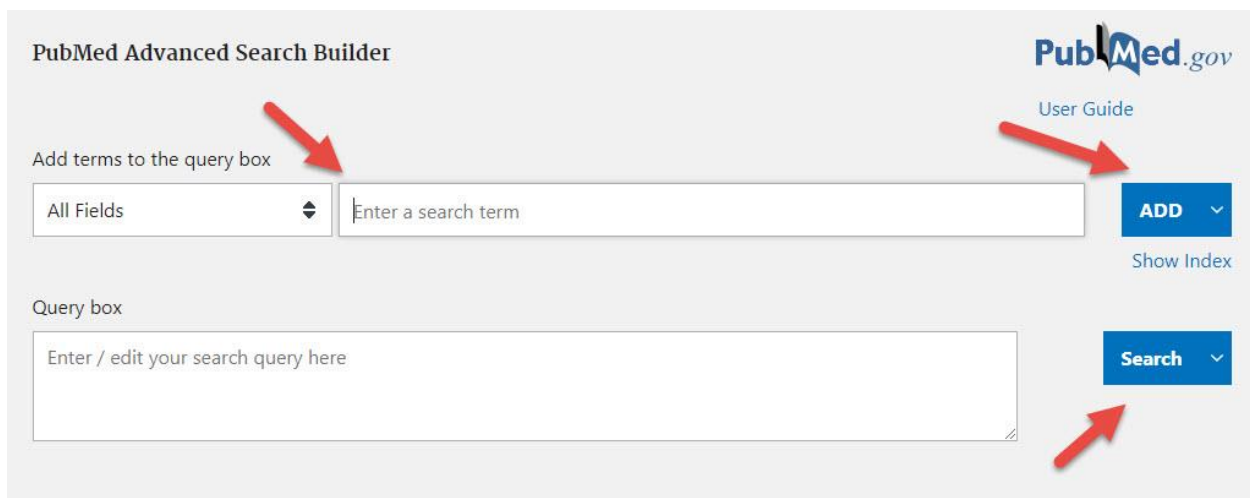 PubMed Advanced Search Builder
PubMed.gov
User Guide
Add terms to the query box
All Fields
Enter a search term
ADD
Show Index
Query box
Enter / edit your search query here
Search